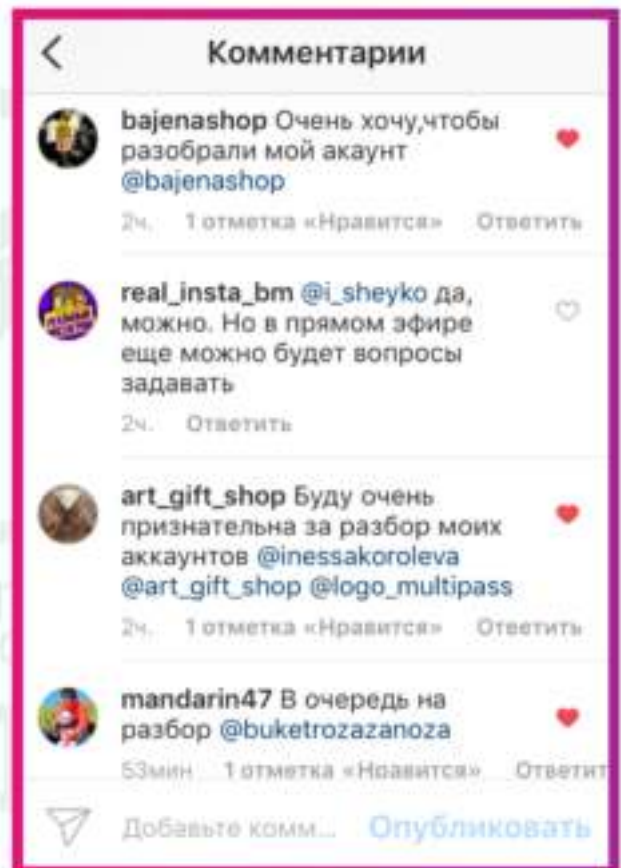 Комментарии
bajenashop Очень хочу,чтобы
разобрали мой акаунт
@bajenashop
2ч. 1 отметка «Нравится» Ответить
real_insta_bm @i_sheyko да,
можно. Но в прямом эфире
еще можно будет вопросы
задавать
2ч. Ответить
art_gift_shop Буду очень
признательна за разбор моих
аккаунтов @inessakoroleva
@art_gift_shop @logo_multipass
2ч. 1 отметка «Нравится» Ответить
mandarin47 В очередь на
разбор @buketrozazanoza
53мин 1 отметка «Нравится» Ответит
Добавьте комм... Опубликовать